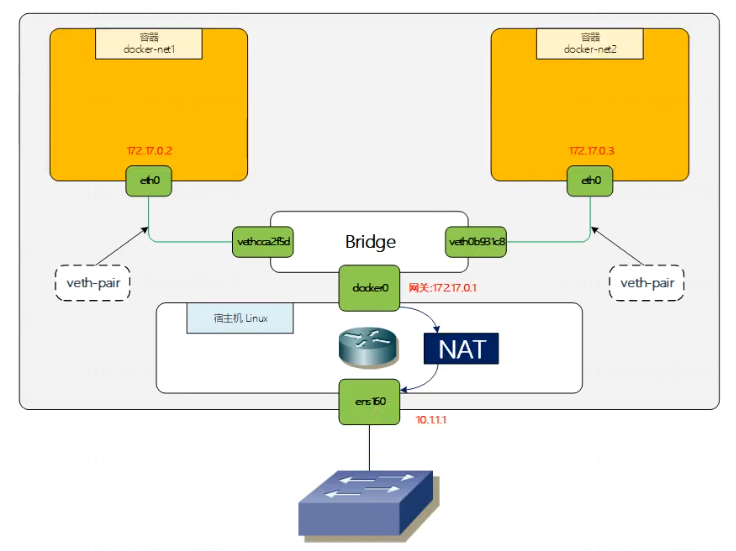 容器
docker-net1
容器
docker-net2
172.17.0.2
172.17.0.3
eth0
eth0
vethcca2f5d
Bridge
veth0b931c8
veth-pair
veth-pair
docker0
网关:172.17.0.1
宿主机 Linux
NAT
ens160
10.1.1.1